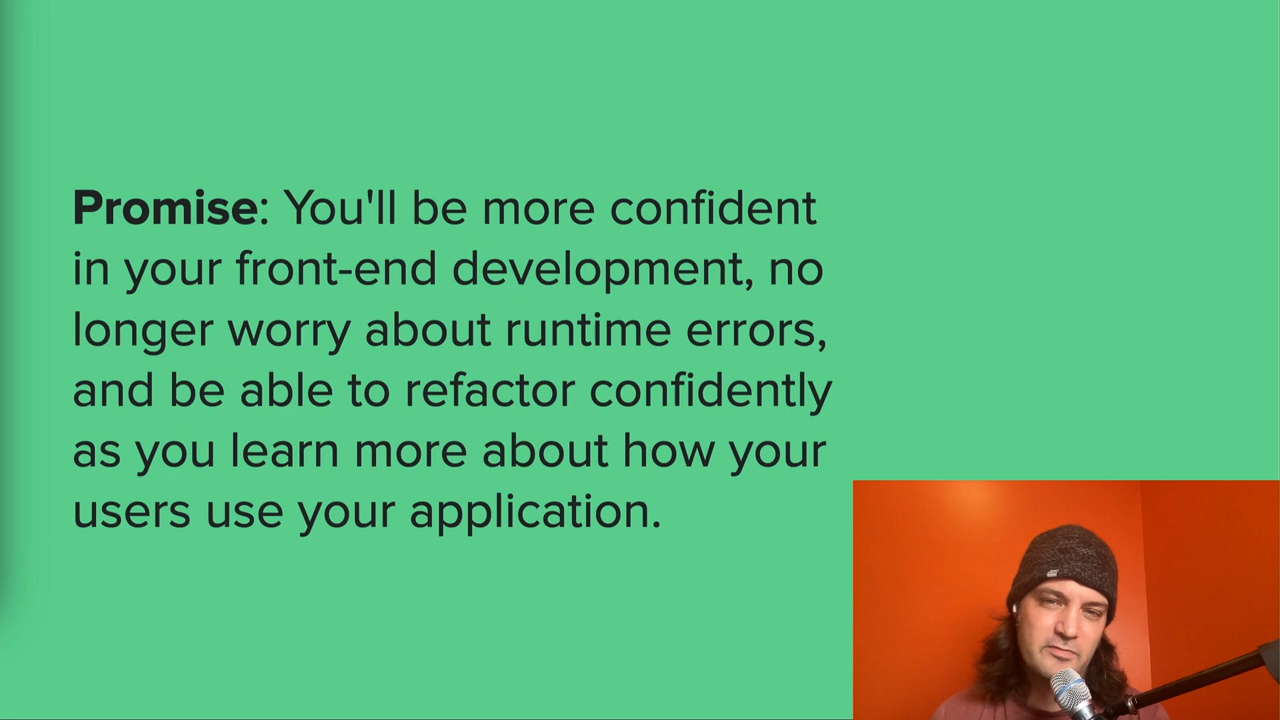 Promise: You'll be more confident
in your front-end development, no
longer worry about runtime errors,
and be able to refactor confidently
as you learn more about how your
users use your application.